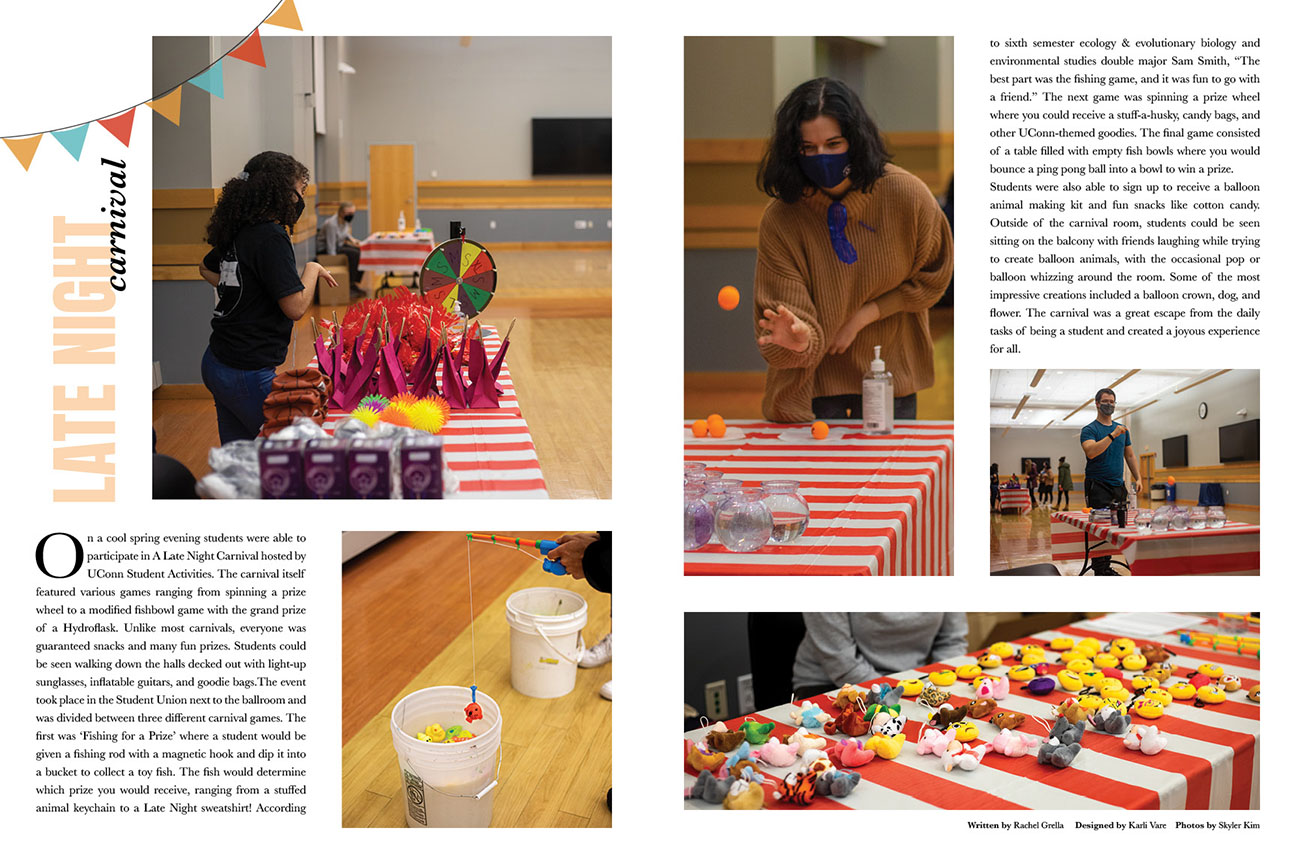 LATE NIGHT
carnival
On a cool spring evening students were able to
participate in A Late Night Carnival hosted by
UConn Student Activities. The carnival itself
featured various games ranging from spinning a prize
wheel to a modified fishbowl game with the grand prize
of a Hydroflask. Unlike most carnivals, everyone was
guaranteed snacks and many fun prizes. Students could
be seen walking down the halls decked out with light-up
sunglasses, inflatable guitars, and goodie bags.The event
took place in the Student Union next to the ballroom and
was divided between three different carnival games. The
first was ‘Fishing for a Prize’ where a student would be
given a fishing rod with a magnetic hook and dip it into
a bucket to collect a toy fish. The fish would determine
which prize you would receive, ranging from a stuffed
animal keychain to a Late Night sweatshirt! According
to sixth semester ecology & evolutionary biology and
environmental studies double major Sam Smith, “The
best part was the fishing game, and it was fun to go with
a friend.” The next game was spinning a prize wheel
where you could receive a stuff-a-husky, candy bags, and
other UConn-themed goodies. The final game consisted
of a table filled with empty fish bowls where you would
bounce a ping pong ball into a bowl to win a prize.
Students were also able to sign up to receive a balloon
animal making kit and fun snacks like cotton candy.
Outside of the carnival room, students could be seen
sitting on the balcony with friends laughing while trying
to create balloon animals, with the occasional pop or
balloon whizzing around the room. Some of the most
impressive creations included a balloon crown, dog, and
flower. The carnival was a great escape from the daily
tasks of being a student and created a joyous experience
for all.
Written by Rachel Grella Designed by Karli Vare Photos by Skyler Kim